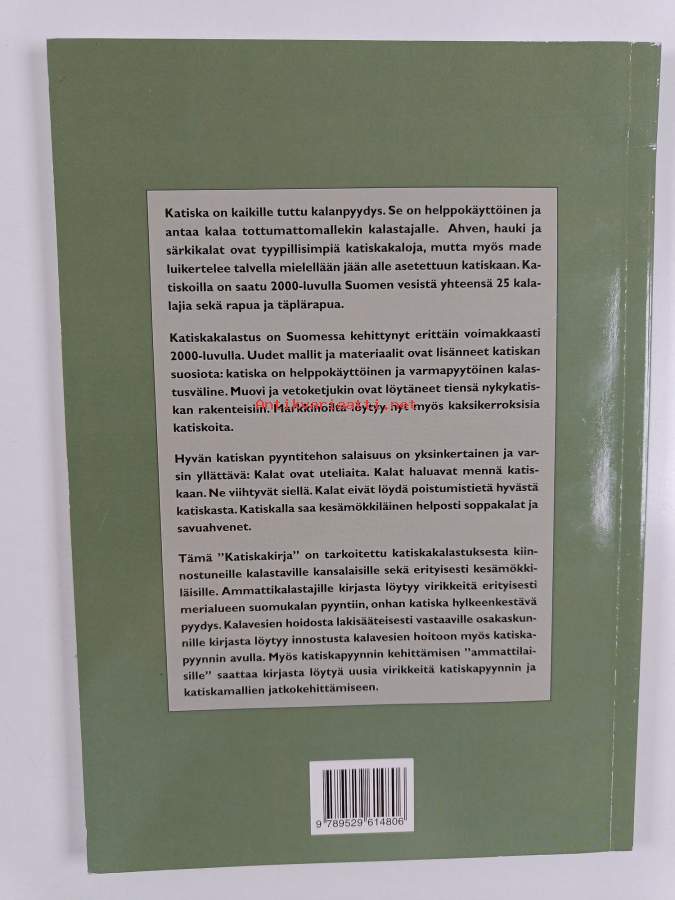 Katiska on kaikille tuttu kalanpyydys. Se on helppokäyttöinen ja
antaa kalaa tottumattomallekin kalastajalle. Ahven, hauki ja
särkikalat ovat tyypillisimpiä katiskakaloja, mutta myös made
luikertelee talvella mielellään jään alle asetettuun katiskaan. Ka-
tiskoilla on saatu 2000-luvulla Suomen vesistä yhteensä 25 kala-
lajia sekä rapua ja täplärapua.
Katiskakalastus on Suomessa kehittynyt erittäin voimakkaasti
2000-luvulla. Uudet mallit ja materiaalit ovat lisänneet katiskan
suosiota: katiska on helppokäyttöinen ja varmapyytöinen kalas-
tusväline. Muovi ja vetoketjukin ovat löytäneet tiensä nykykatis-
kan rakenteisiin. Markkinoilta löytyy nyt myös kaksikerroksisia
Antikvariaatti.net
katiskoita.
Hyvän katiskan pyyntitehon salaisuus on yksinkertainen ja var-
sin yllättävä: Kalat ovat uteliaita. Kalat haluavat mennä katis-
kaan. Ne viihtyvät siellä. Kalat eivät löydä poistumistietä hyvästä
katiskasta. Katiskalla saa kesämökkiläinen helposti soppakalat ja
savuahvenet.
Tämä ”Katiskakirja” on tarkoitettu katiskakalastuksesta kiin-
nostuneille kalastaville kansalaisille sekä erityisesti kesämökki-
läisille. Ammattikalastajille kirjasta löytyy virikkeitä erityisesti
merialueen suomukalan pyyntiin, onhan katiska hylkeenkestävä
pyydys. Kalavesien hoidosta lakisääteisesti vastaaville osakaskun-
nille kirjasta löytyy innostusta kalavesien hoitoon myös katiska-
pyynnin avulla. Myös katiskapyynnin kehittämisen ”ammattilai-
sille” saattaa kirjasta löytyä uusia virikkeitä katiskapyynnin ja
katiskamallien jatkokehittämiseen.
9 789529 614806